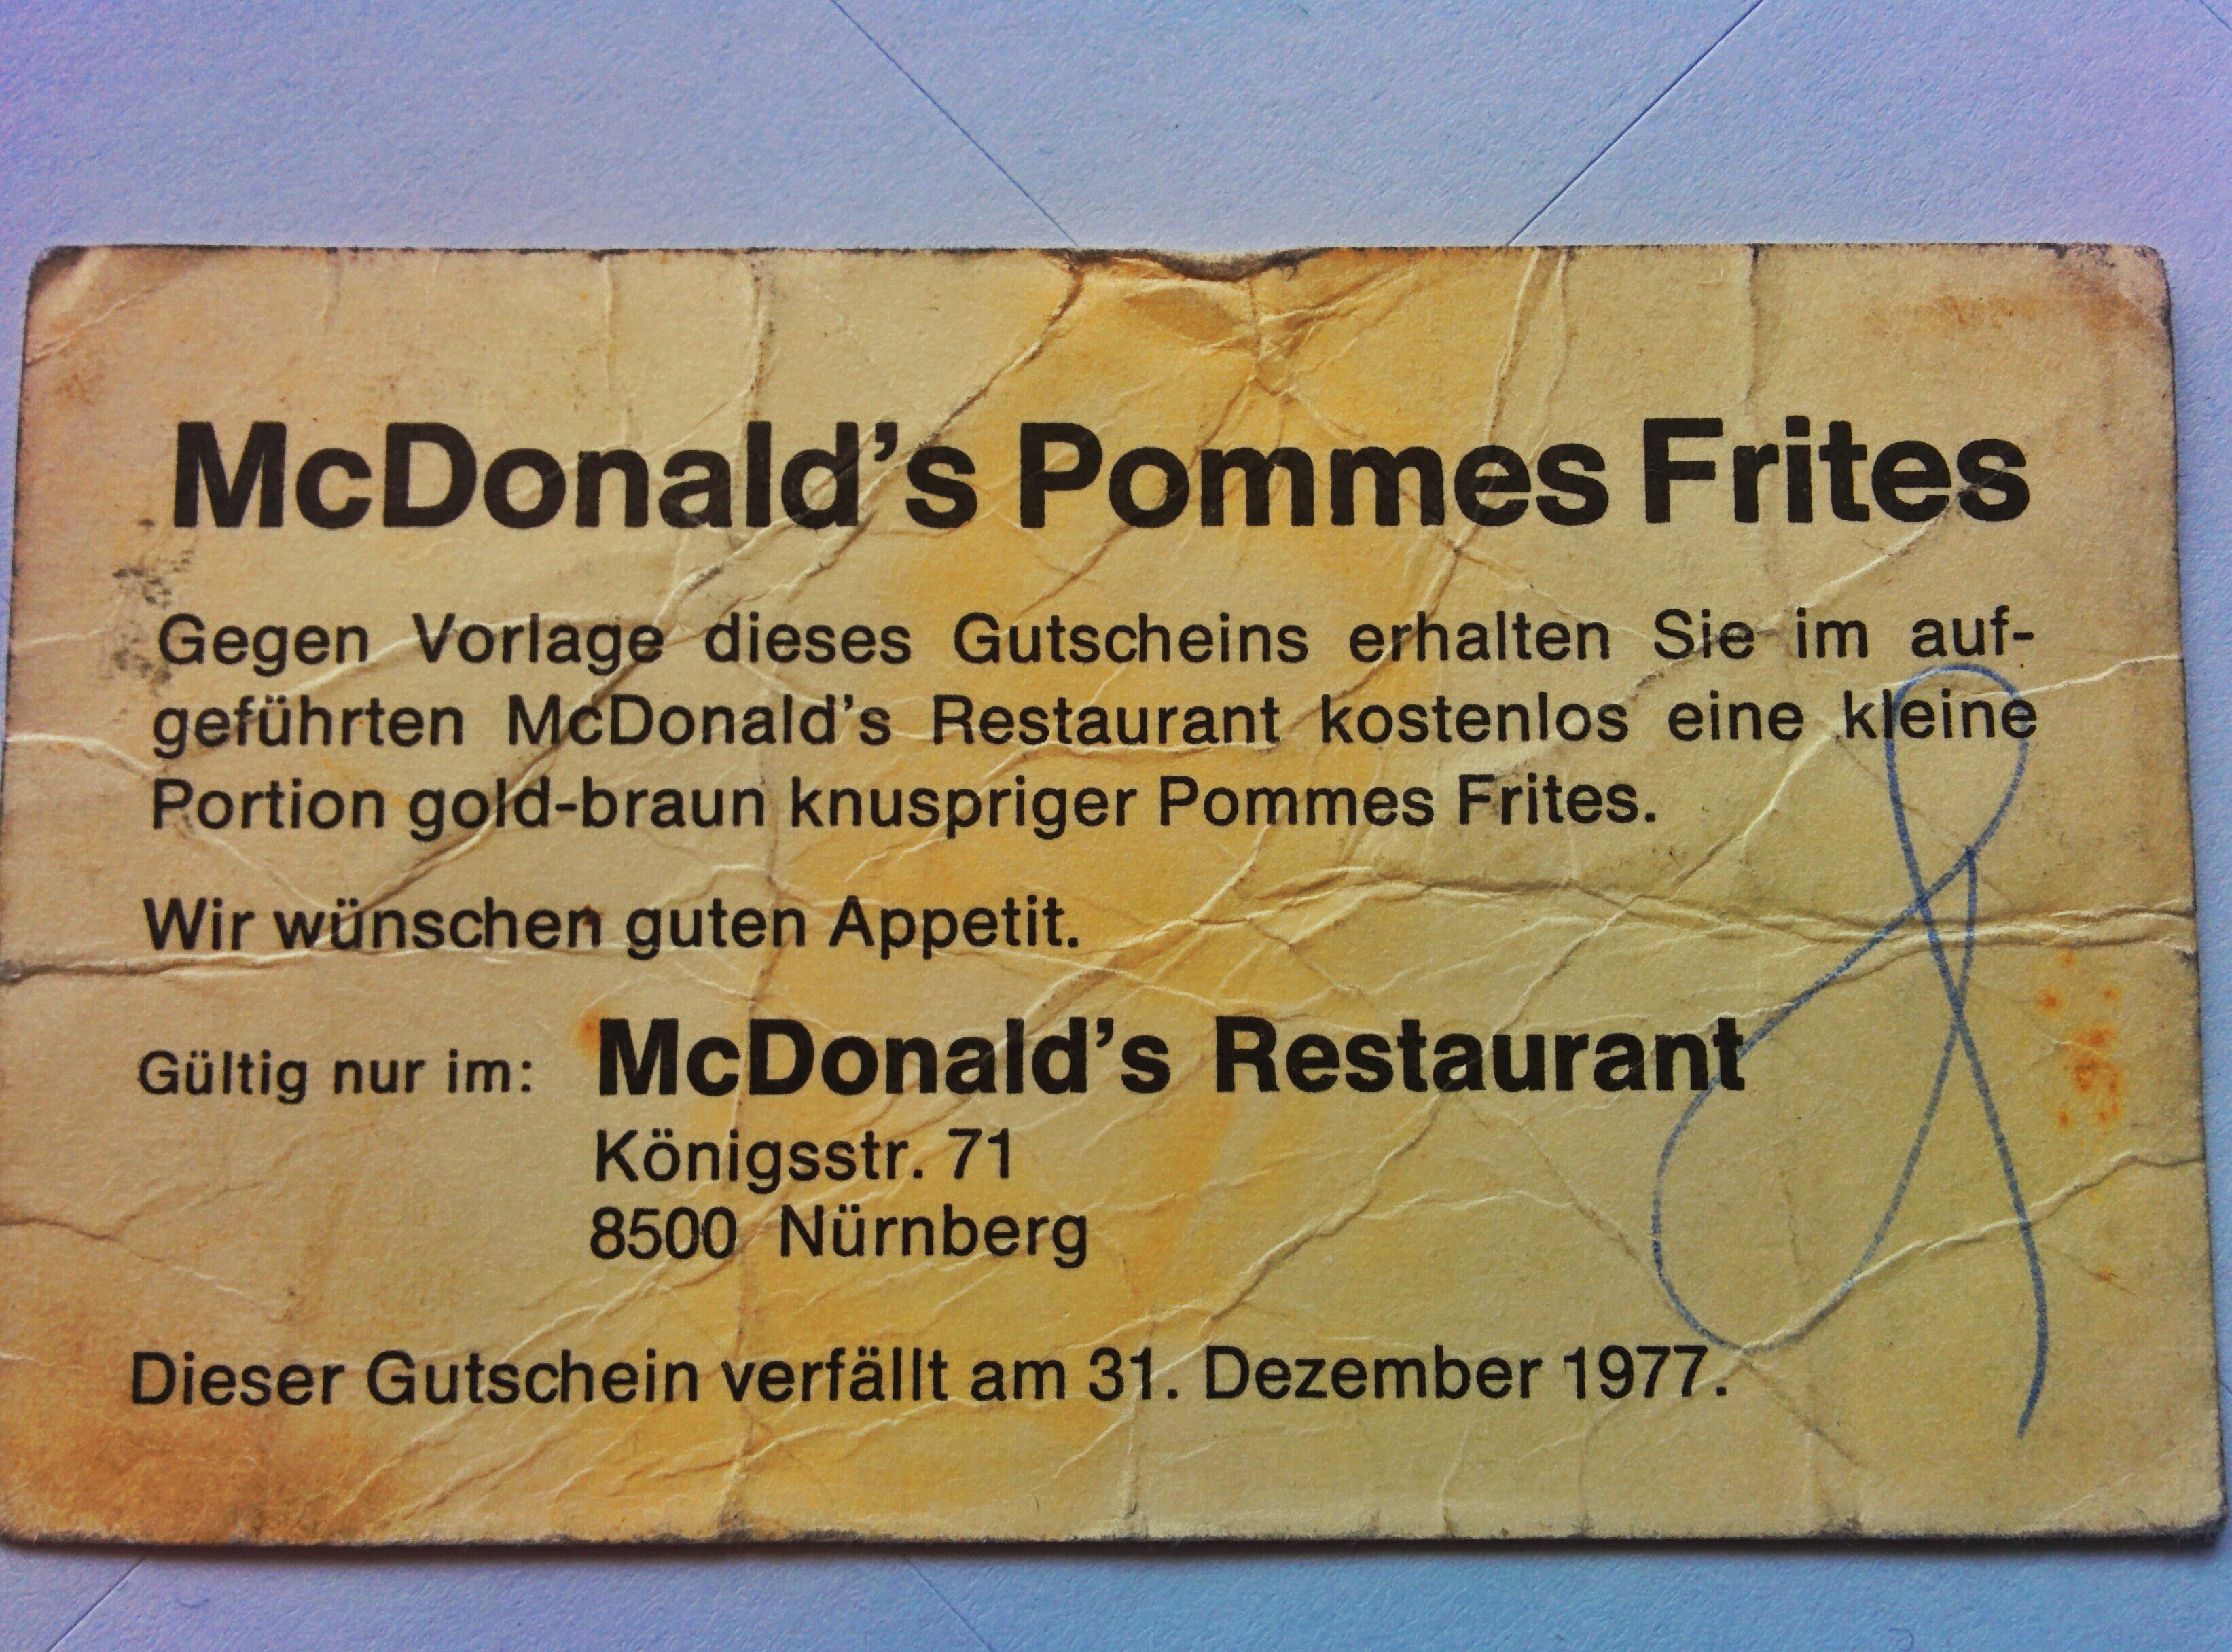 McDonald’s Pommes Frites
Gegen Vorlage dieses Gutscheins erhalten Sie im auf-
geführten McDonald’s Restaurant kostenlos eine kleine
Portion gold-braun knuspriger Pommes Frites.
Wir wünschen guten Appetit.
Gültig nur im: McDonald’s Restaurant
Königsstr. 71
8500 Nürnberg
Dieser Gutschein verfällt am 31. Dezember 1977.